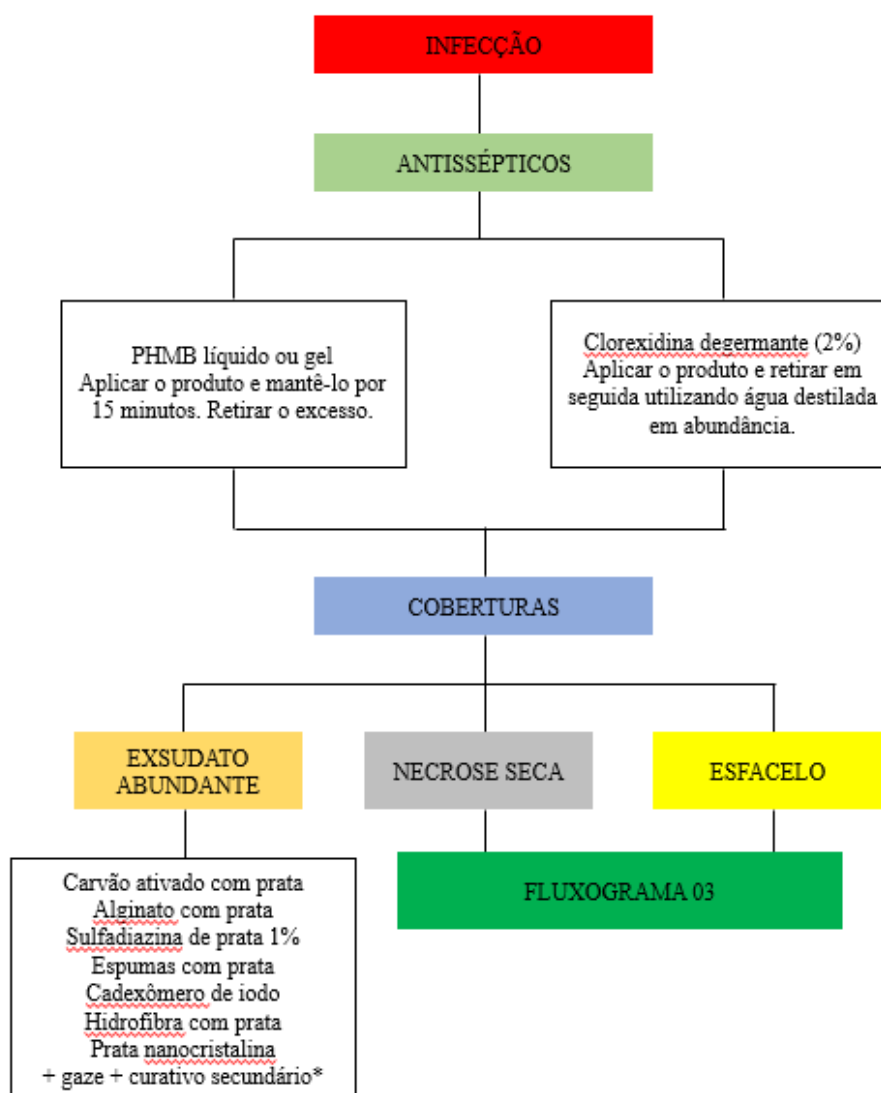 INFECÇÃO
ANTISSÉPTICOS
PHMB líquido ou gel
Aplicar o produto e mantê-lo por
15 minutos. Retirar o excesso.
Clorexidina degermante (2%)
Aplicar o produto e retirar em
seguida utilizando água destilada
em abundância.
COBERTURAS
EXSUDATO
ABUNDANTE
NECROSE SECA
ESFACELO
Carvão ativado com prata
Alginato com prata
Sulfadiazina de prata 1%
Espumas com prata
Cadexômero de iodo
Hidrofibra com prata
Prata nanocristalina
+ gaze + curativo secundário*
FLUXOGRAMA 03